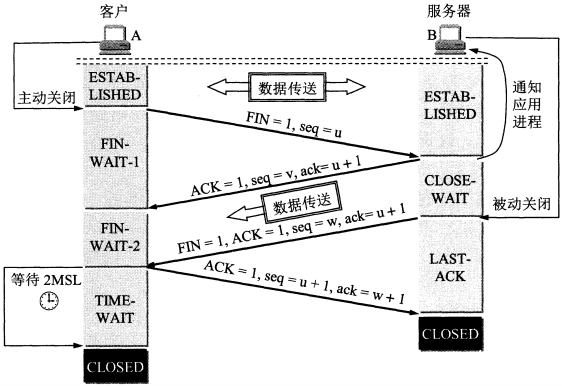 客户
服务器
A
B
ESTAB-
LISHED
数据传送
ESTAB-
LISHED
通知
应用
进程
主动关闭
FIN = 1, seq = u
FIN-
WAIT-1
ACK = 1, seq = v, ack= u + 1
CLOSE-
WAIT
数据传送
被动关闭
FIN-
WAIT-2
FIN = 1, ACK = 1, seq = w, ack= u + 1
LAST-
ACK
等待 2MSL
ACK = 1, seq = u + 1, ack = w + 1
TIME-
WAIT
CLOSED
CLOSED